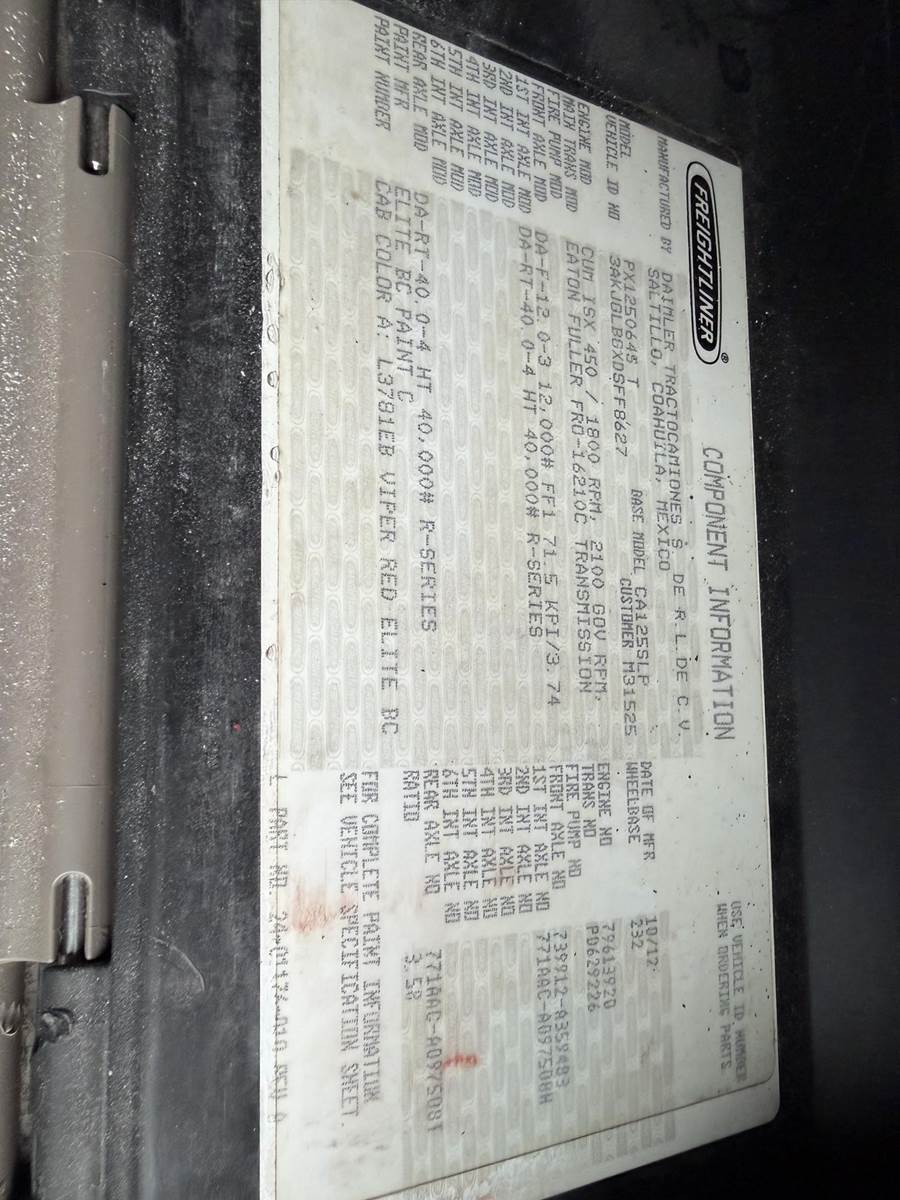 FREIGHTLINER®
COMPONENT INFORMATION
USE VEHICLE ID NUMBER
WHEN ORDERING PARTS
MANUFACTURED BY DAIMLER TRACTOCAMIONES S. DE R.L. DE C.V.
SALTILLO, COAHUILA, MEXICO
MODEL PX125064S T BASE MODEL CA125SLP DATE OF MFR 10/12
VEHICLE ID NO 3AKJGLBGXDSFF8627 CUSTOMER M31525 WHEELBASE 232
ENGINE MOD CUM ISX 450 / 1800 RPM, 2100 GOV RPM, ENGINE NO 79613920
MAIN TRANS MOD EATON FULLER FRO-16210C TRANSMISSION TRANS NO P0629226
FIRE PUMP MOD FIRE PUMP NO
FRONT AXLE MOD DA-F-12.0-3 12,000# FF1 71.5 KPI/3.74 FRONT AXLE NO 739912-A359483
1ST INT AXLE MOD DA-RT-40.0-4 HT 40,000# R-SERIES 1ST INT AXLE NO 771AAC-A097508H
2ND INT AXLE MOD 2ND INT AXLE NO
3RD INT AXLE MOD 3RD INT AXLE NO
4TH INT AXLE MOD 4TH INT AXLE NO
5TH INT AXLE MOD 5TH INT AXLE NO
6TH INT AXLE MOD 6TH INT AXLE NO
REAR AXLE MOD DA-RT-40.0-4 HT 40,000# R-SERIES REAR AXLE NO 771AAC-A097508T
PAINT MFR ELITE BC PAINT C RATIO 3.58
PAINT NUMBER CAB COLOR A: L3781EB VIPER RED ELITE BC
FOR COMPLETE PAINT INFORMATION
SEE VEHICLE SPECIFICATION SHEET.
PART NO.